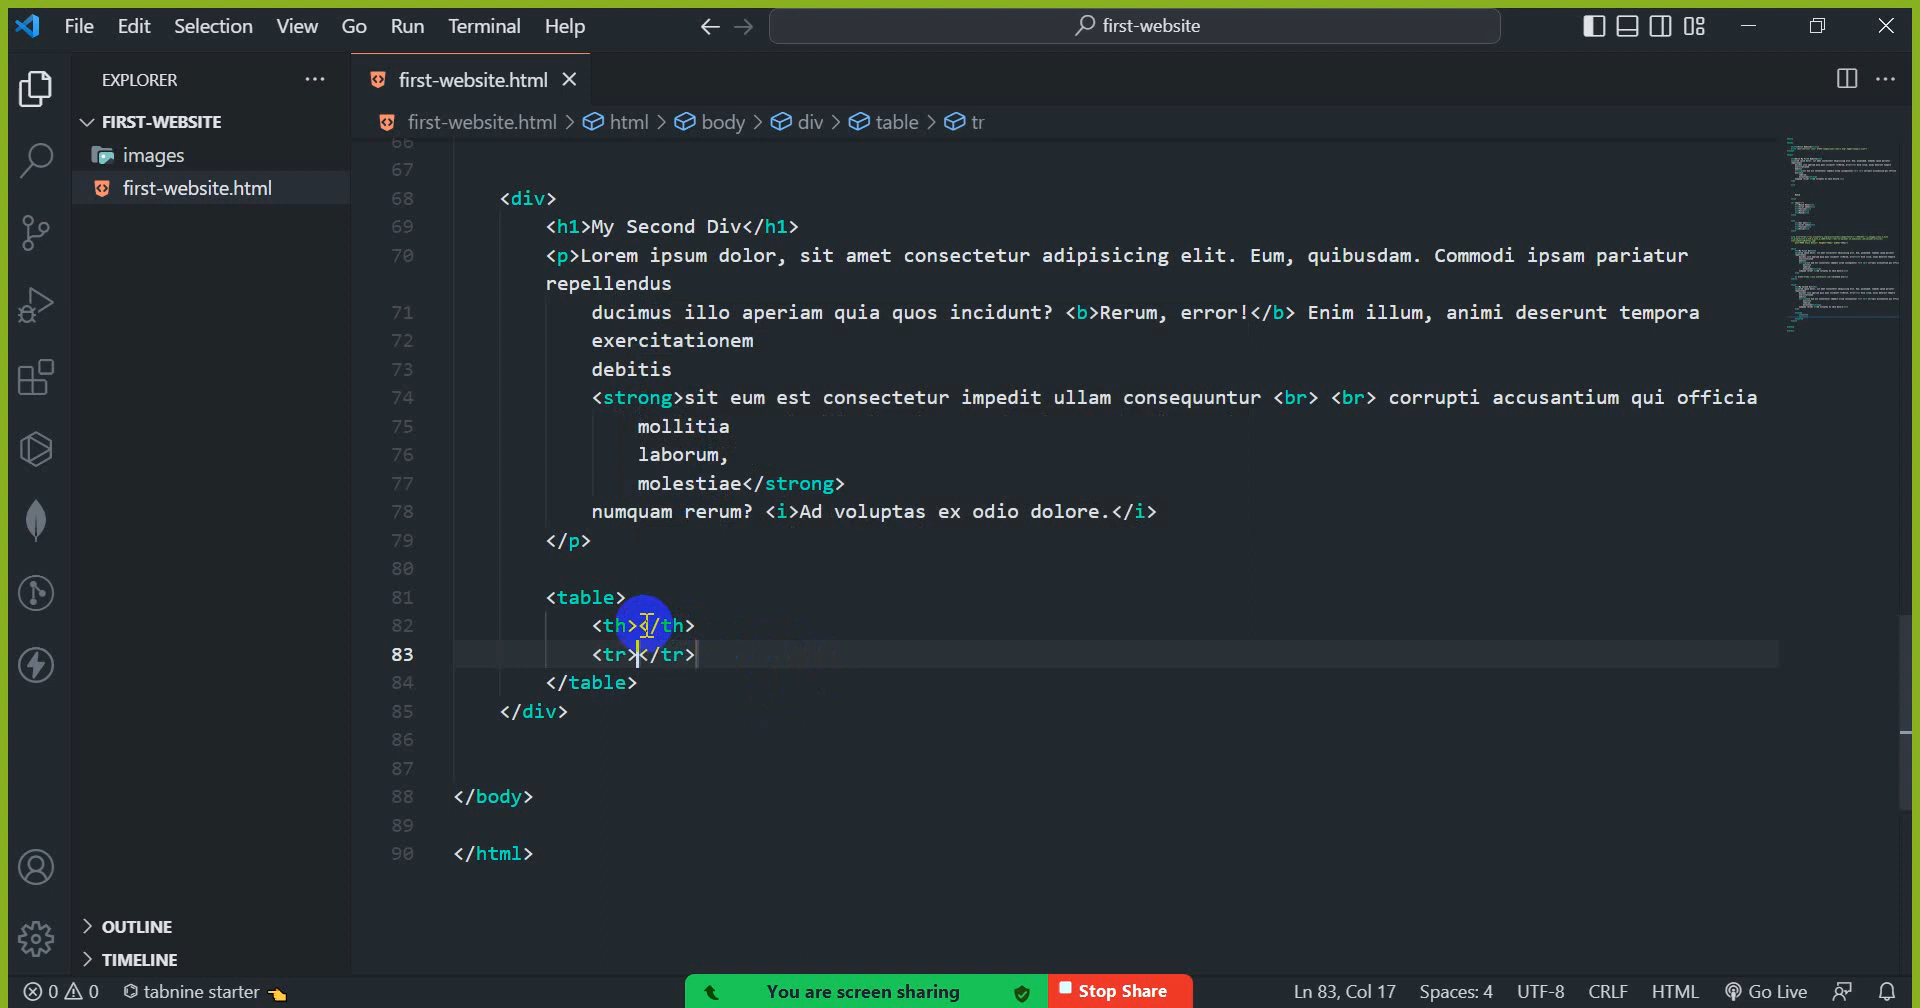 File Edit Selection View Go Run Terminal Help
first-website
EXPLORER
FIRST-WEBSITE
images
first-website.html
OUTLINE
TIMELINE
first-website.html
first-website.html > html > body > div > table > tr
66
67
68 <div>
69 <h1>My Second Div</h1>
70 <p>Lorem ipsum dolor, sit amet consectetur adipisicing elit. Eum, quibusdam. Commodi ipsam pariatur
repellendus
71 ducimus illo aperiam quia quos incidunt? <b>Rerum, error!</b> Enim illum, animi deserunt tempora
72 exercitationem
73 debitis
74 <strong>sit eum est consectetur impedit ullam consequuntur <br> <br> corrupti accusantium qui officia
75 mollitia
76 laborum,
77 molestiae</strong>
78 numquam rerum? <i>Ad voluptas ex odio dolore.</i>
79 </p>
80
81 <table>
82 <th></th>
83 <tr></tr>
84 </table>
85 </div>
86
87
88 </body>
89
90 </html>
0 0 tabnine starter
You are screen sharing
Stop Share
Ln 83, Col 17 Spaces: 4 UTF-8 CRLF HTML Go Live